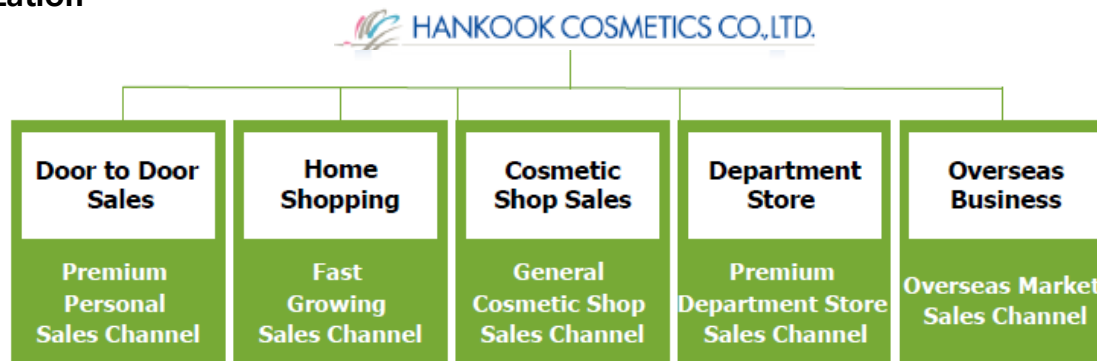 HANKOOK COSMETICS CO.,LTD.
Door to Door
Sales
Premium
Personal
Sales Channel
Home
Shopping
Fast
Growing
Sales Channel
Cosmetic
Shop Sales
General
Cosmetic Shop
Sales Channel
Department
Store
Premium
Department Store
Sales Channel
Overseas
Business
Overseas Market
Sales Channel